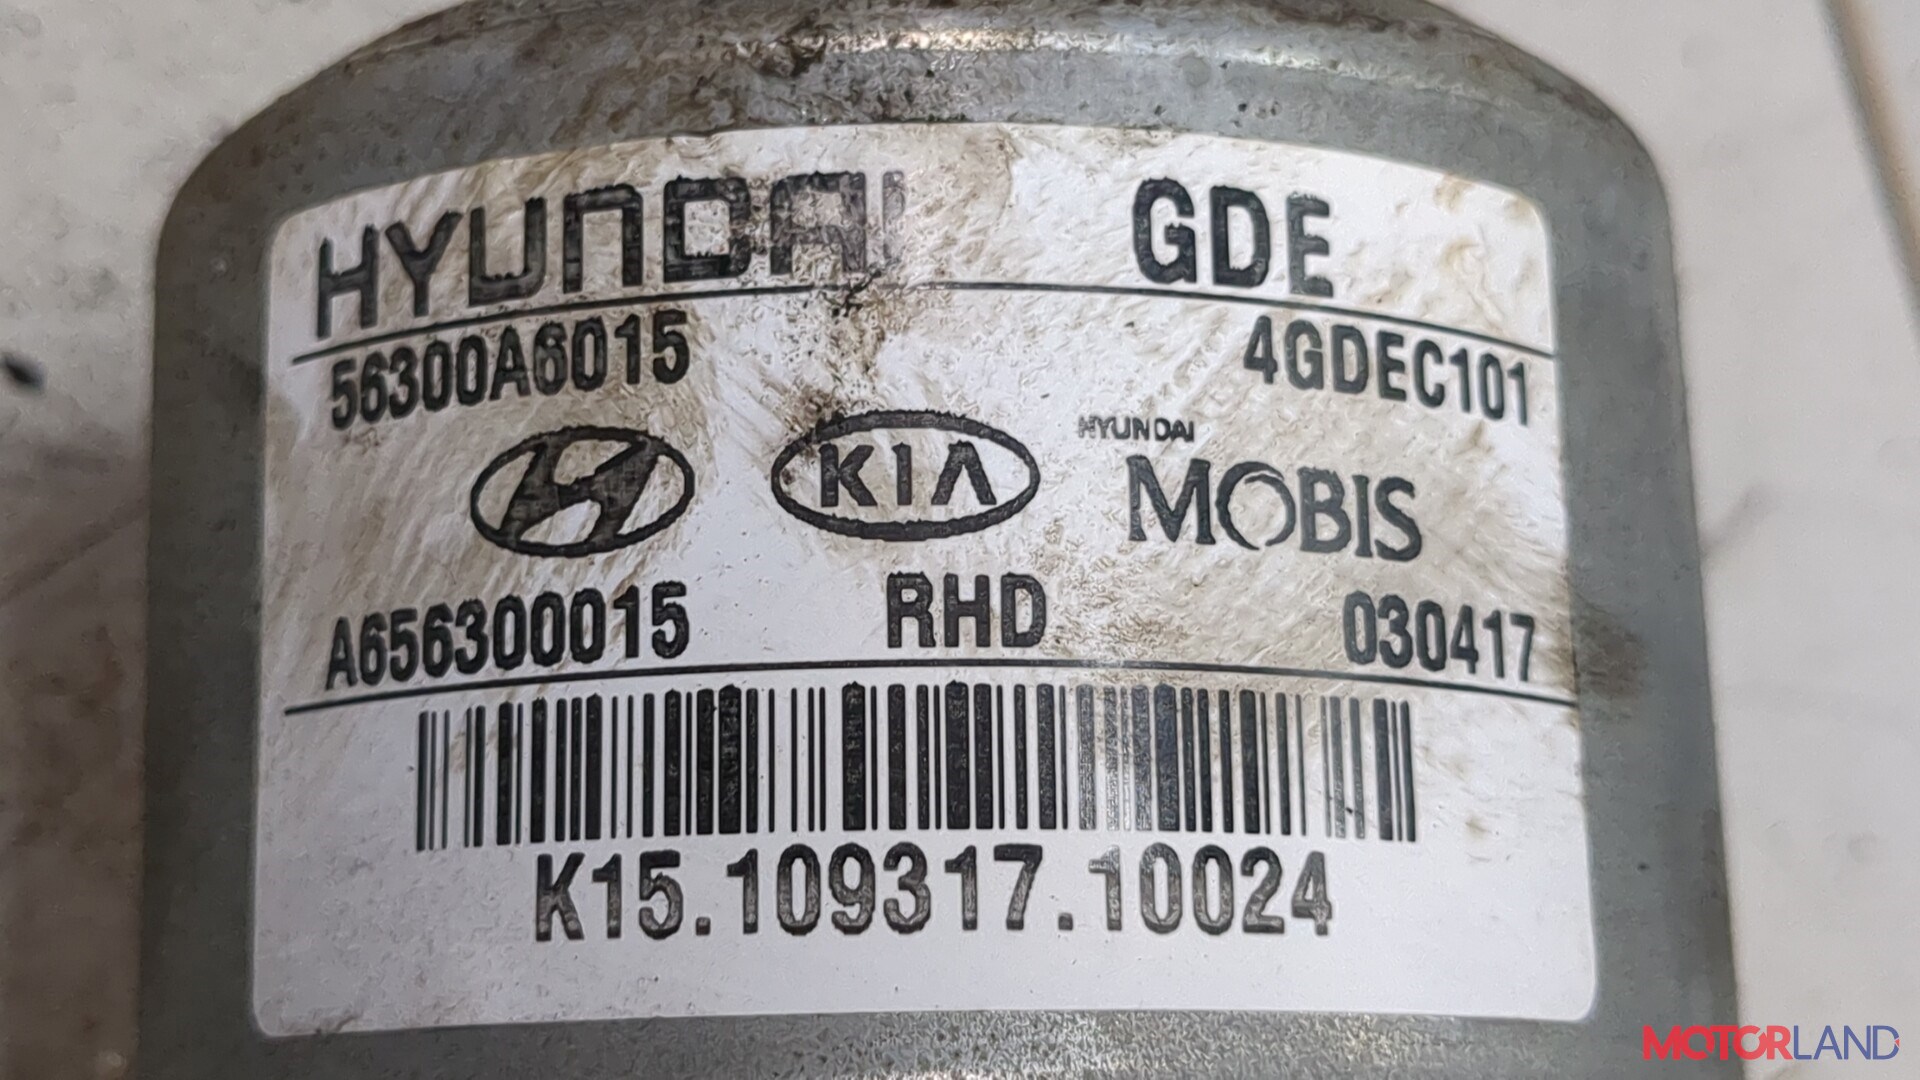 HYUNDAI GDE
56300A6015 4GDEC101
KIA HYUNDAI MOBIS
A656300015 RHD 030417
K15.109317.10024
MOTORLAND